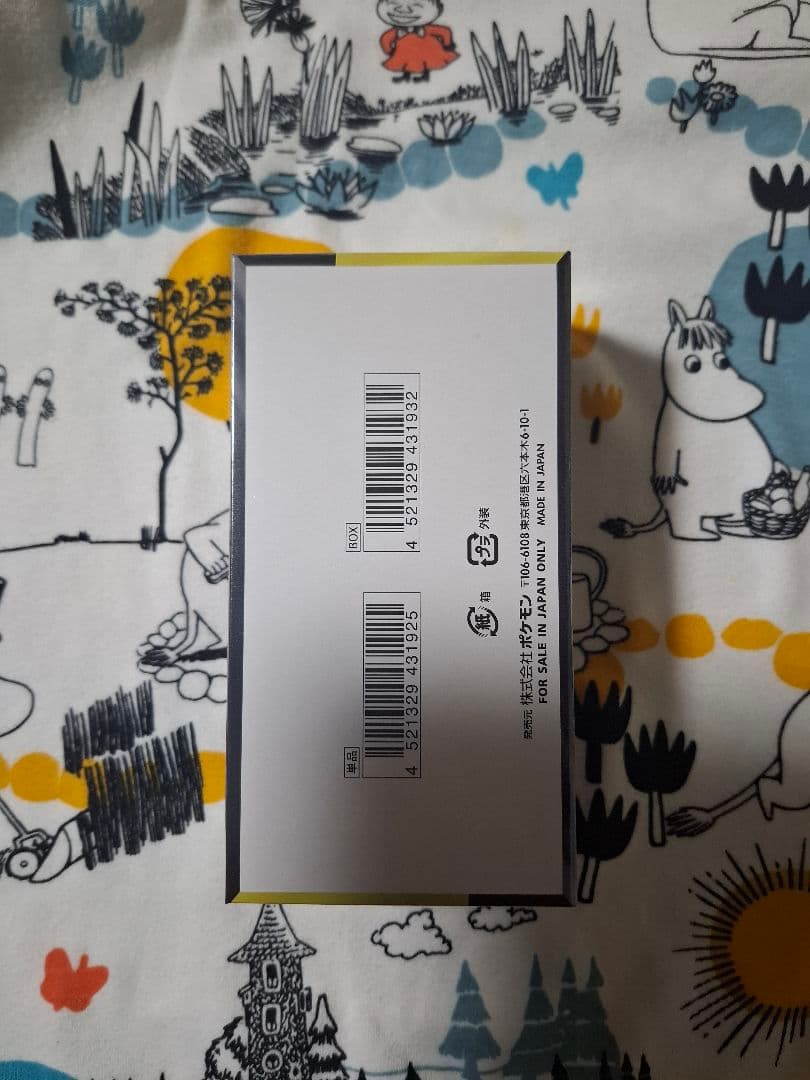 単品
4 521329 431925
BOX
4 521329 431932
紙 箱
プラ 外装
発売元 株式会社ポケモン 〒106-6108 東京都港区六本木6-10-1
FOR SALE IN JAPAN ONLY MADE IN JAPAN